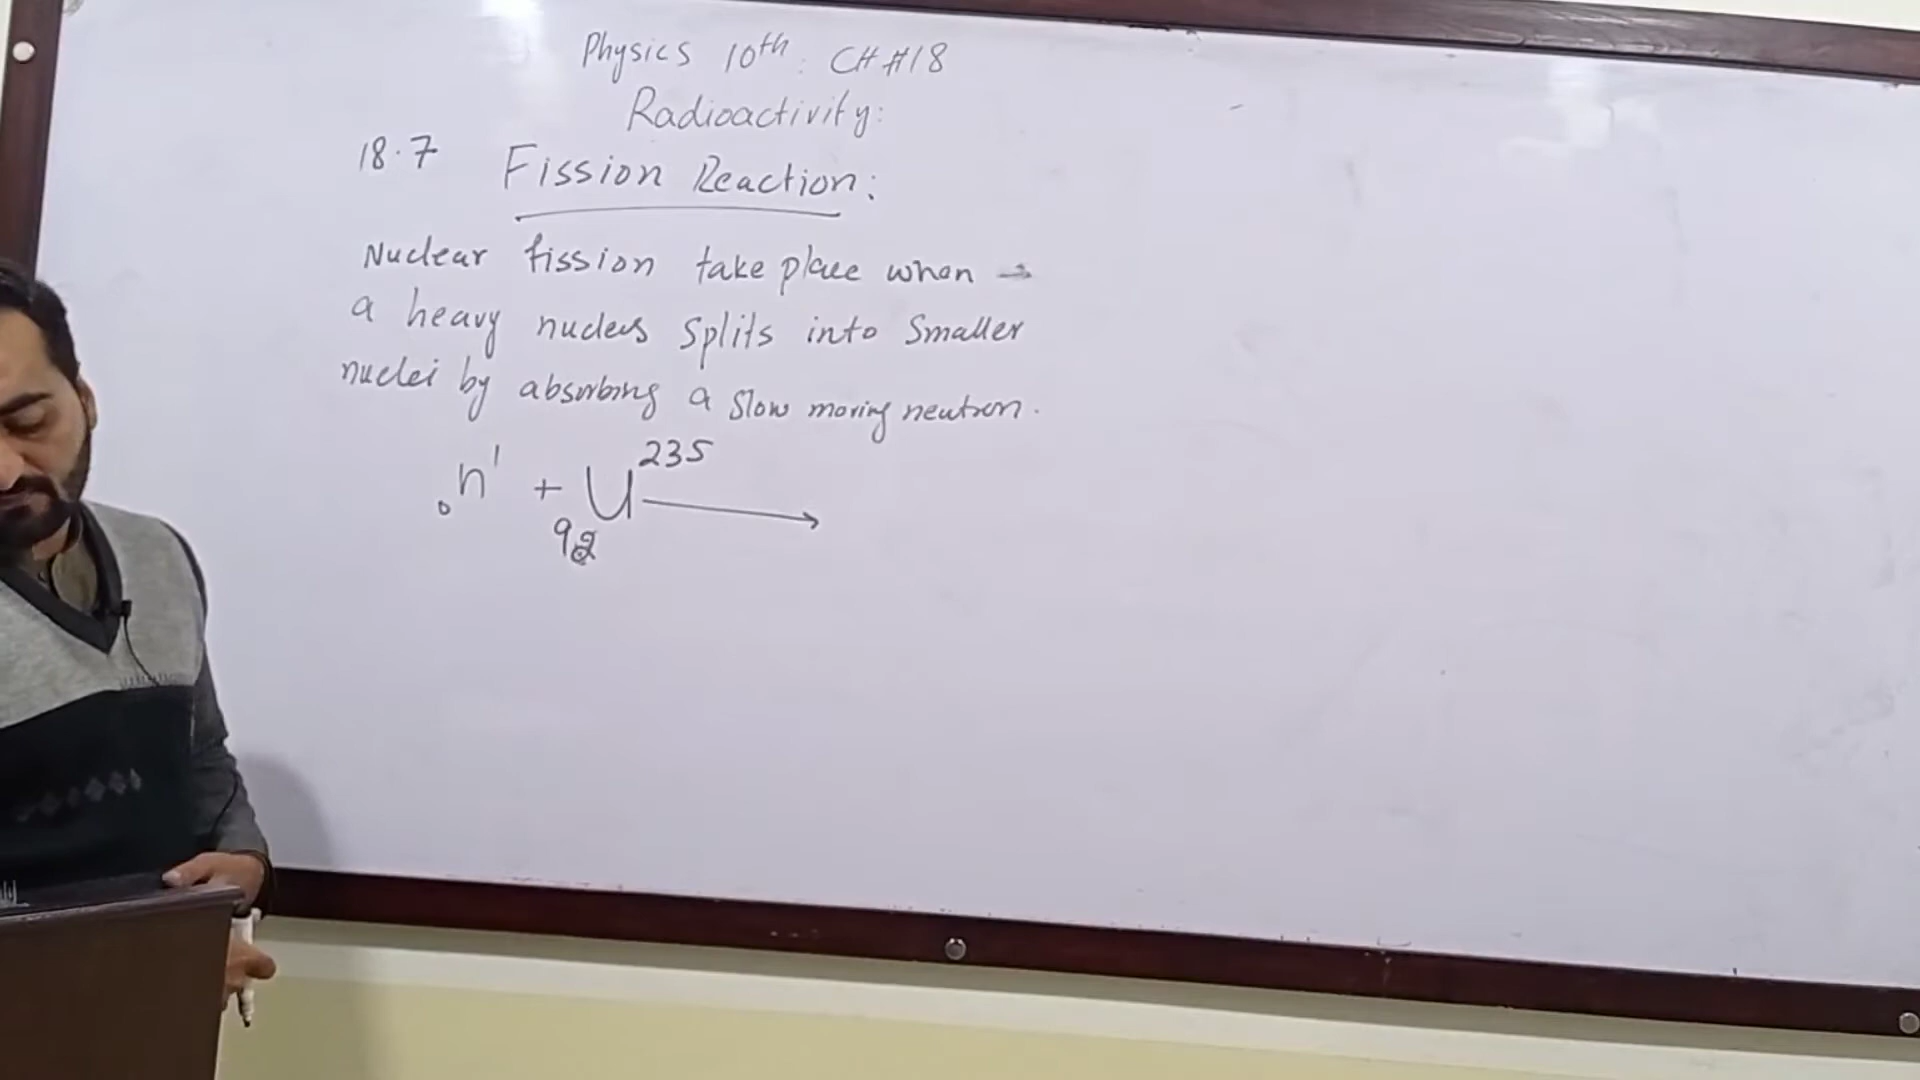 Physics 10th: CH#18
Radioactivity:
18.7 Fission Reaction:
Nuclear fission take place when
a heavy nucleus splits into smaller
nuclei by absorbing a slow moving neutron.
₀n¹ + ₉₂U²³⁵ →